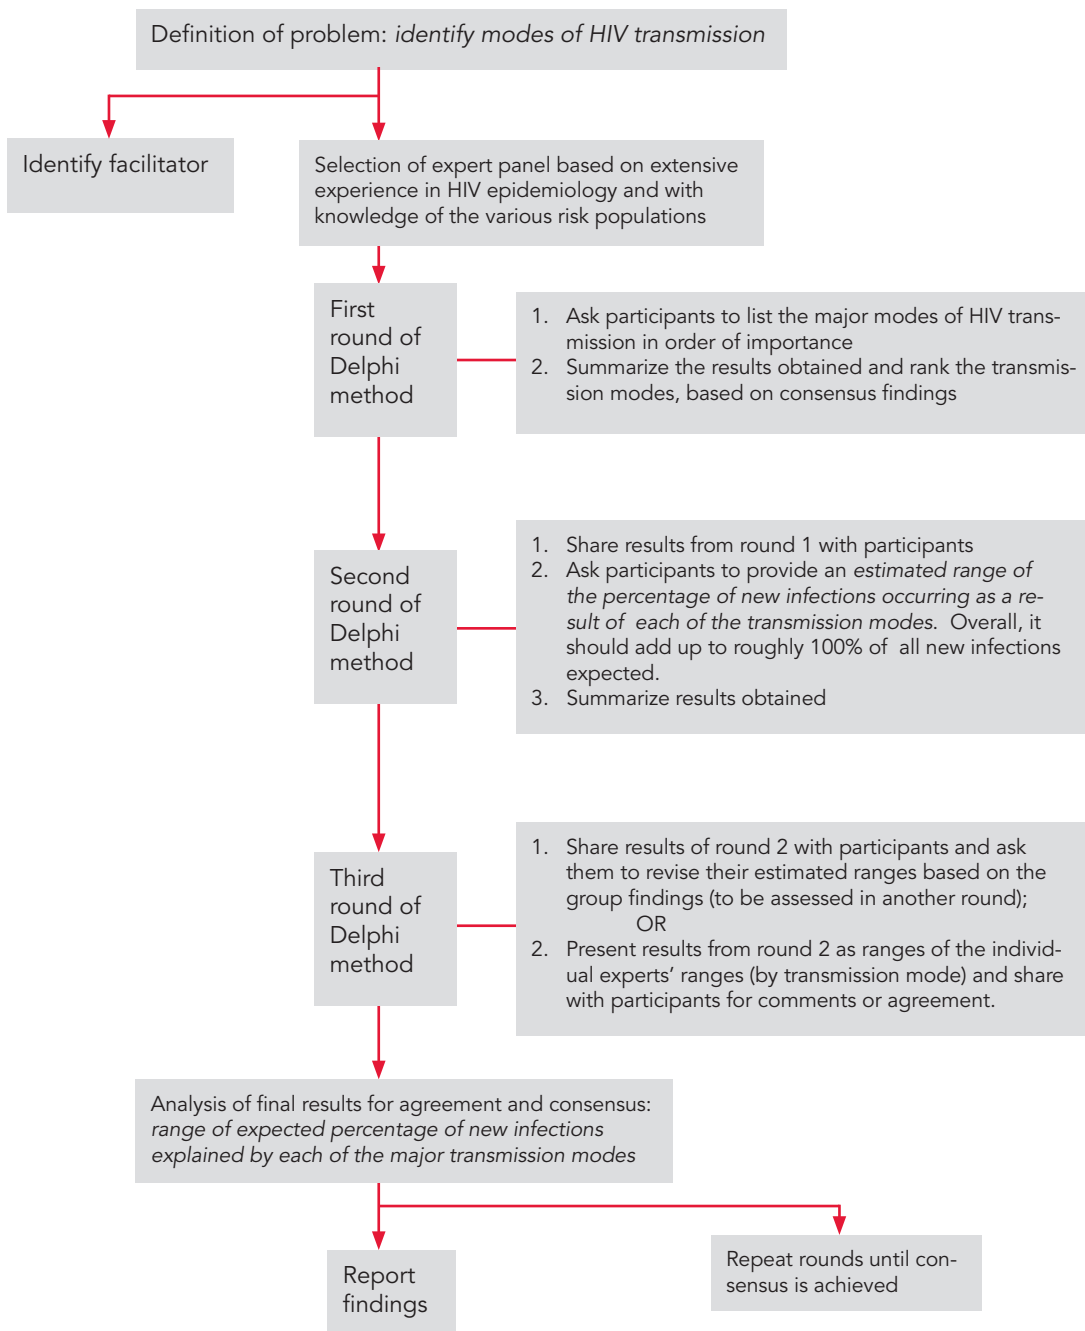 Definition of problem: identify modes of HIV transmission
Identify facilitator
Selection of expert panel based on extensive
experience in HIV epidemiology and with
knowledge of the various risk populations
First
round of
Delphi
method
1. Ask participants to list the major modes of HIV trans-
mission in order of importance
2. Summarize the results obtained and rank the transmis-
sion modes, based on consensus findings
Second
round of
Delphi
method
1. Share results from round 1 with participants
2. Ask participants to provide an estimated range of
the percentage of new infections occurring as a re-
sult of each of the transmission modes. Overall, it
should add up to roughly 100% of all new infections
expected.
3. Summarize results obtained
Third
round of
Delphi
method
1. Share results of round 2 with participants and ask
them to revise their estimated ranges based on the
group findings (to be assessed in another round);
OR
2. Present results from round 2 as ranges of the individ-
ual experts’ ranges (by transmission mode) and share
with participants for comments or agreement.
Analysis of final results for agreement and consensus:
range of expected percentage of new infections
explained by each of the major transmission modes
Report
findings
Repeat rounds until con-
sensus is achieved